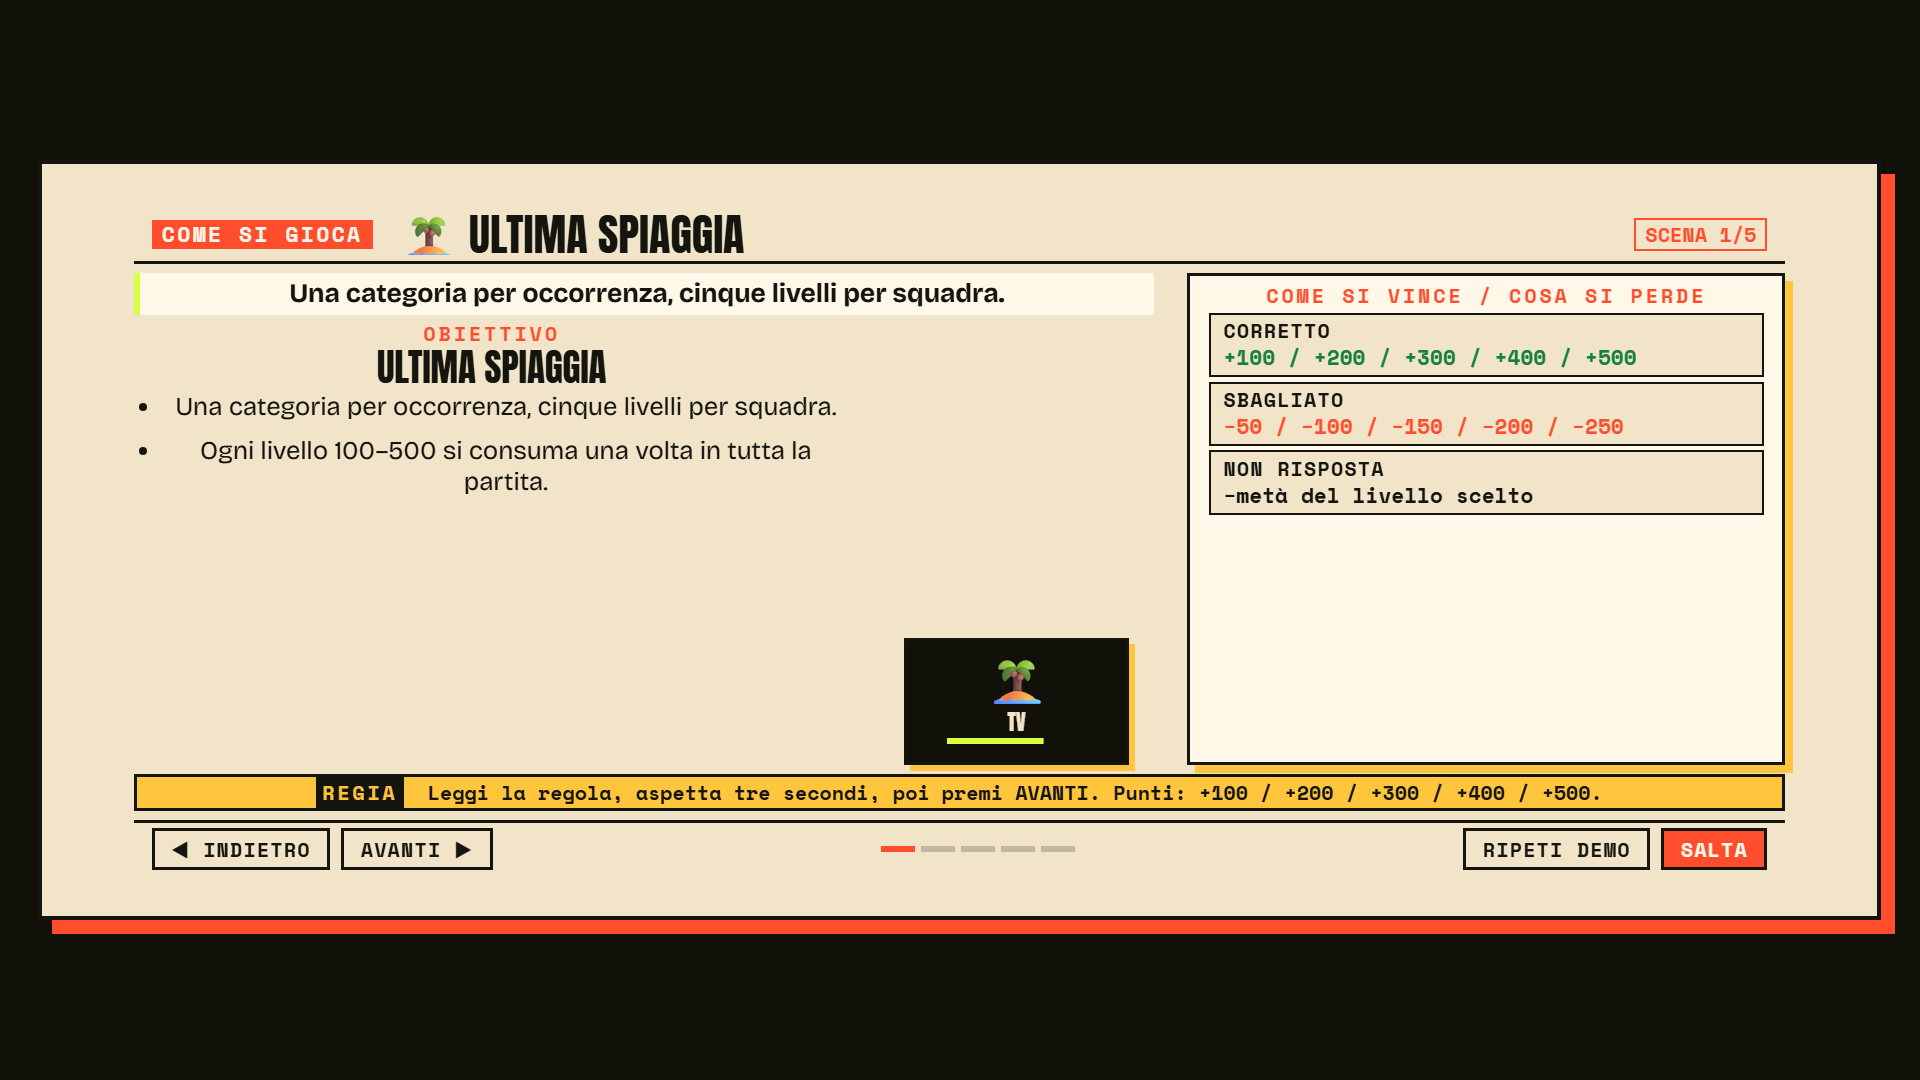 COME SI GIOCA
ULTIMA SPIAGGIA
SCENA 1/5
Una categoria per occorrenza, cinque livelli per squadra.
OBIETTIVO
ULTIMA SPIAGGIA
• Una categoria per occorrenza, cinque livelli per squadra.
• Ogni livello 100–500 si consuma una volta in tutta la
partita.
TV
COME SI VINCE / COSA SI PERDE
CORRETTO
+100 / +200 / +300 / +400 / +500
SBAGLIATO
−50 / −100 / −150 / −200 / −250
NON RISPOSTA
−metà del livello scelto
REGIA Leggi la regola, aspetta tre secondi, poi premi AVANTI. Punti: +100 / +200 / +300 / +400 / +500.
◀ INDIETRO
AVANTI ▶
RIPETI DEMO
SALTA